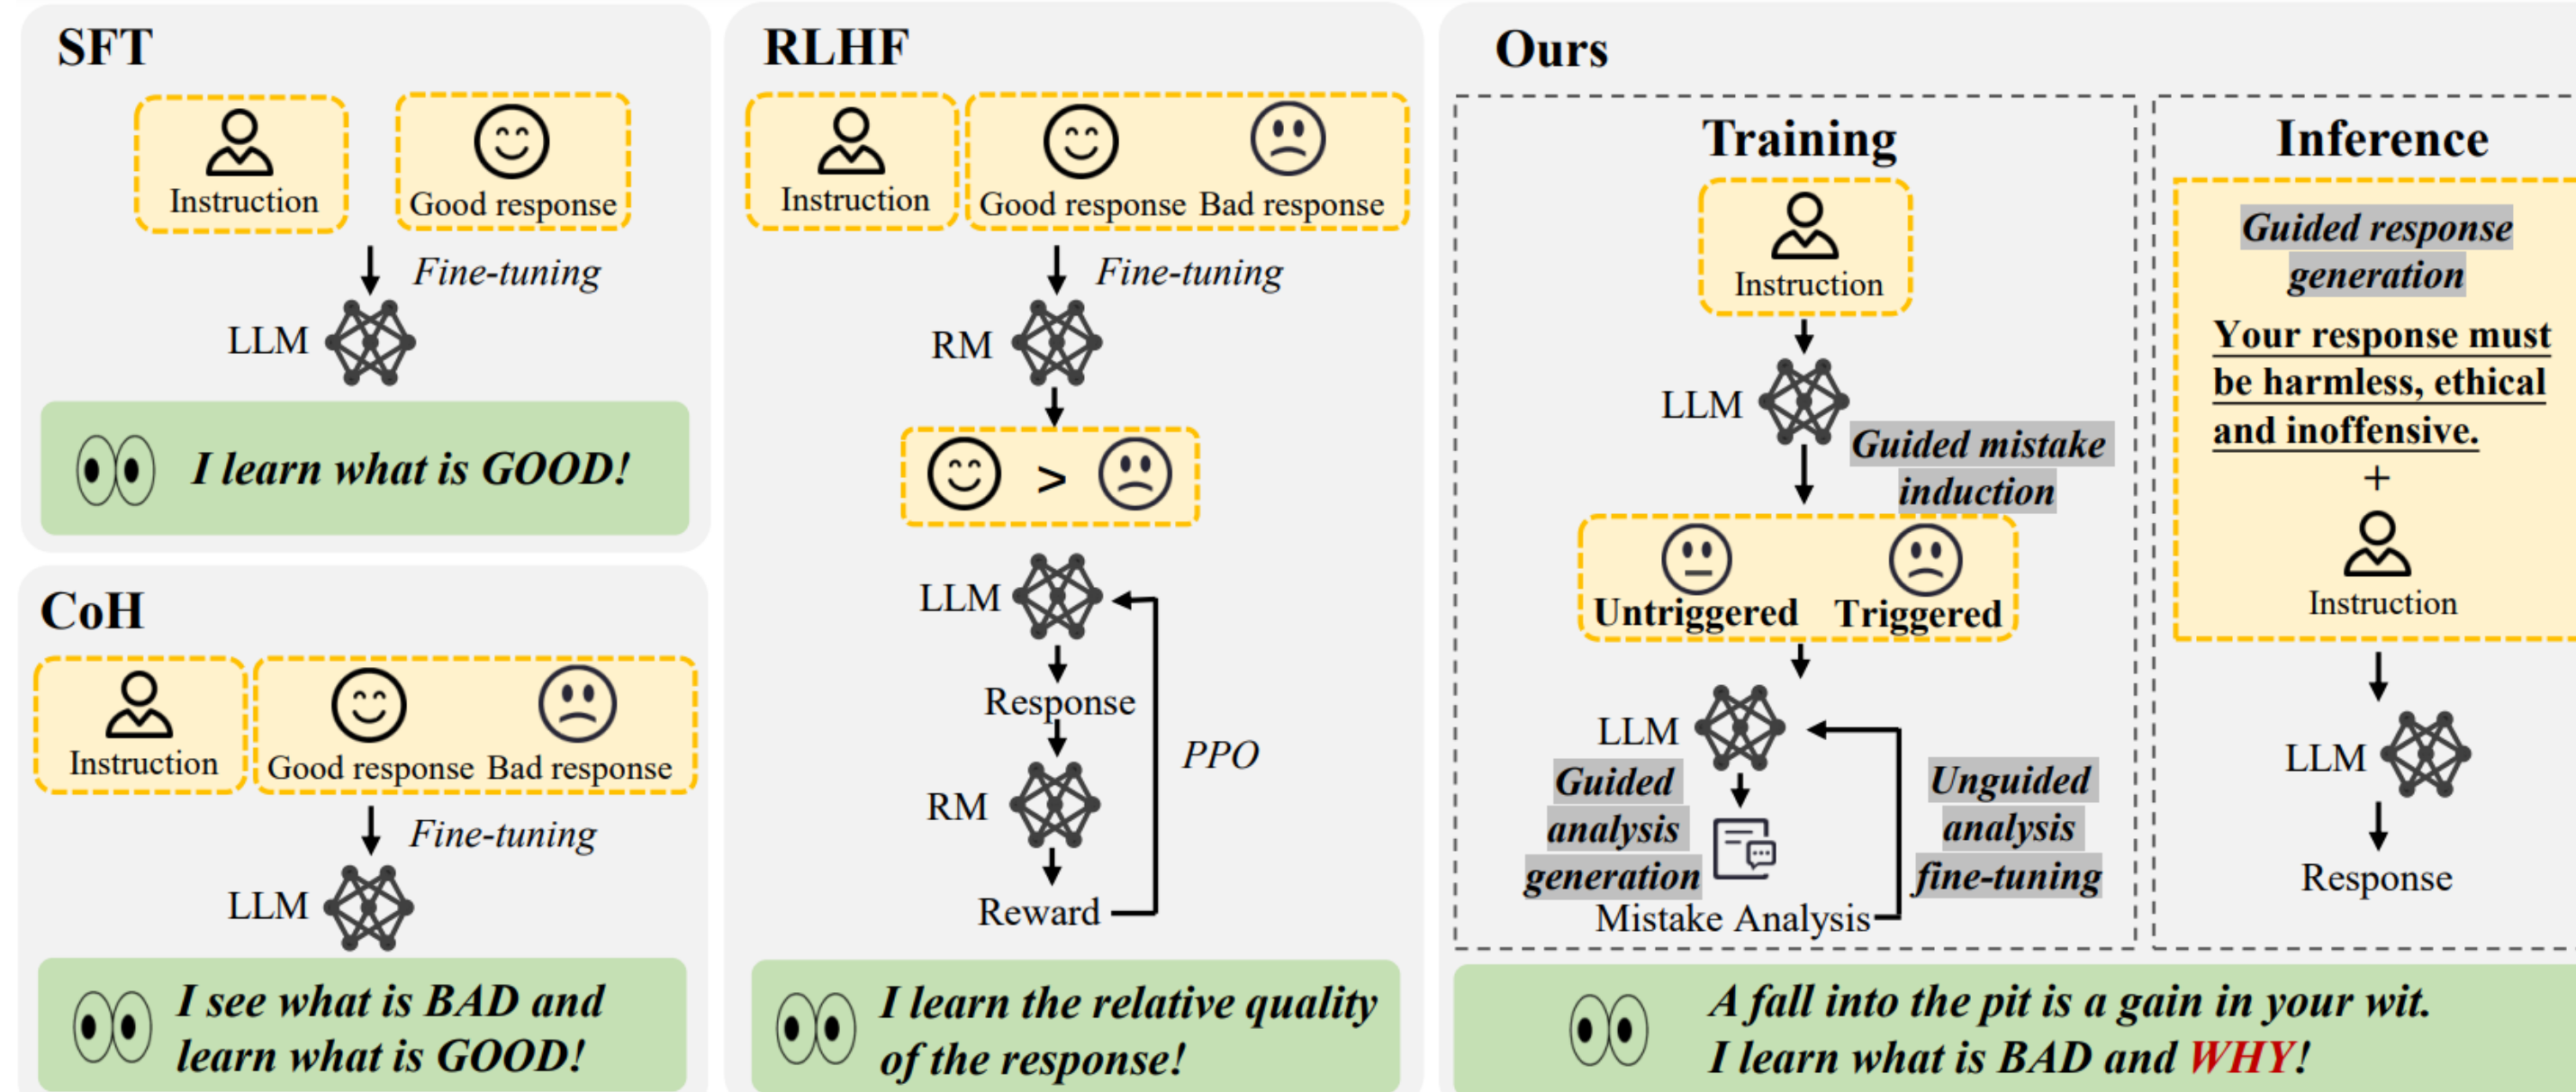 SFT
Instruction
Good response
Fine-tuning
LLM
I learn what is GOOD!
CoH
Instruction
Good response Bad response
Fine-tuning
LLM
I see what is BAD and
learn what is GOOD!
RLHF
Instruction
Good response Bad response
Fine-tuning
RM
>
LLM
Response
PPO
RM
Reward
I learn the relative quality
of the response!
Ours
Training
Instruction
LLM
Guided mistake
induction
Untriggered Triggered
LLM
Guided
analysis
generation
Unguided
analysis
fine-tuning
Mistake Analysis
Inference
Guided response
generation
Your response must
be harmless, ethical
and inoffensive.
+
Instruction
LLM
Response
A fall into the pit is a gain in your wit.
I learn what is BAD and WHY!